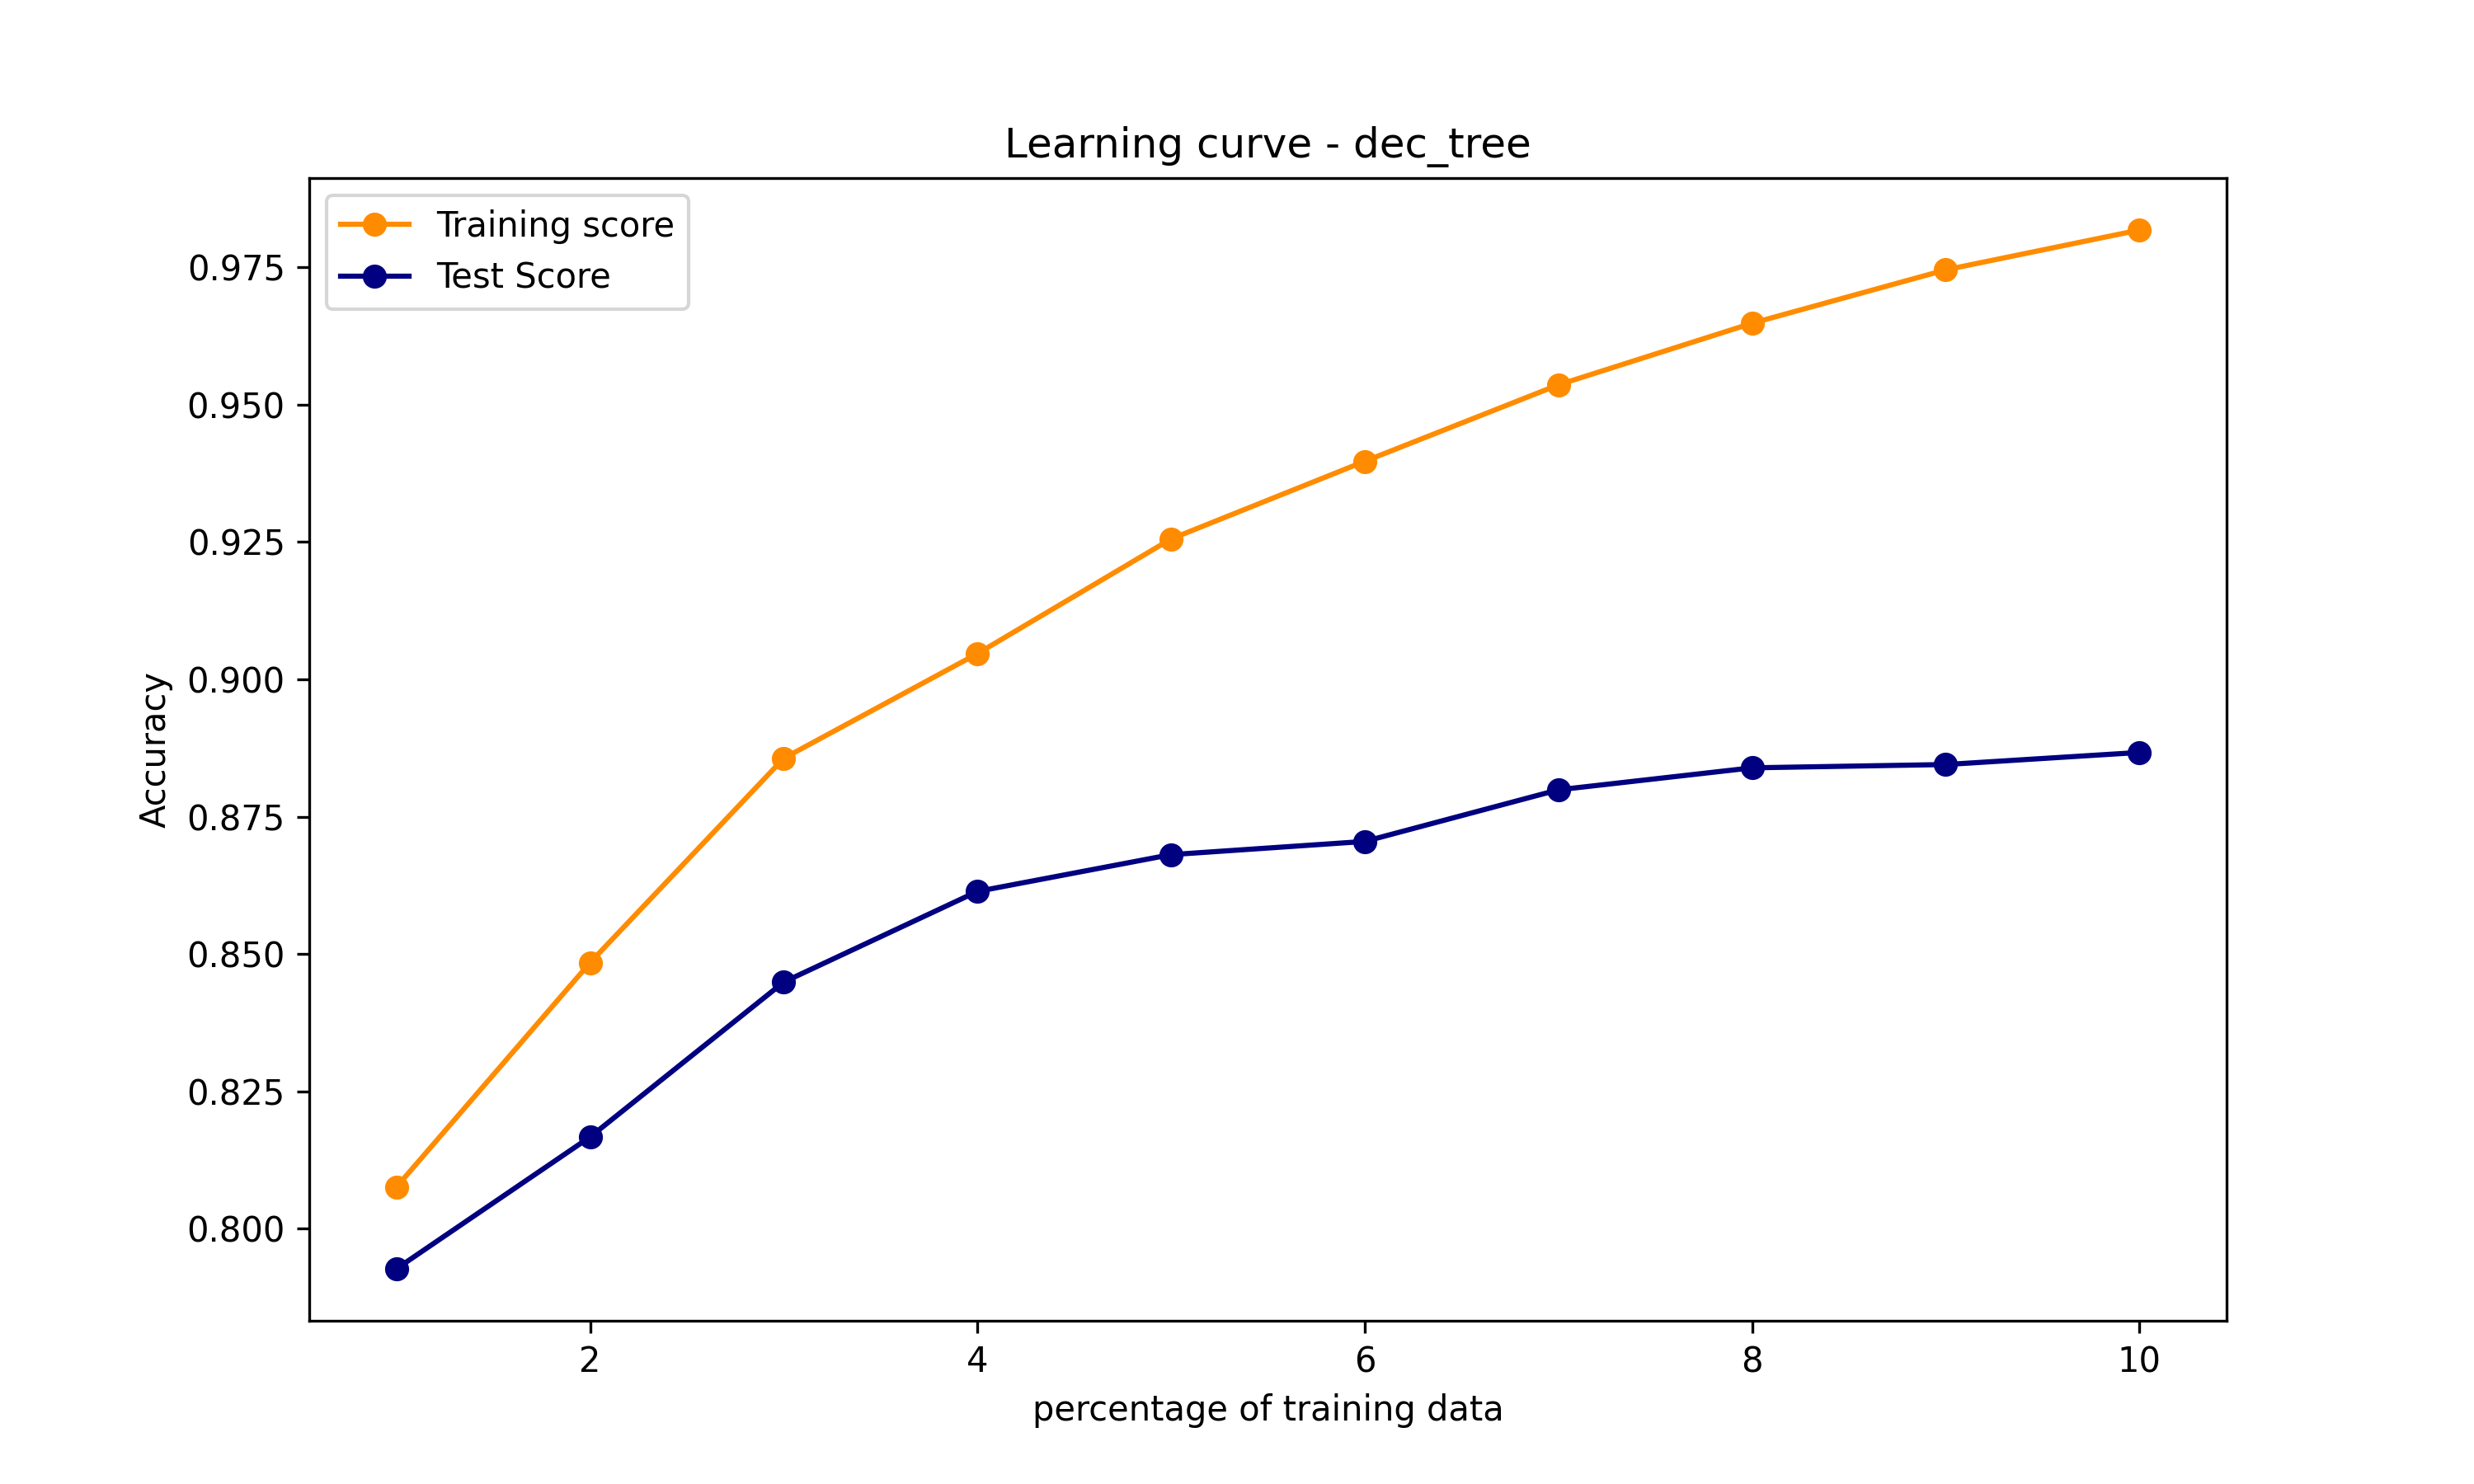 Learning curve - dec_tree
Training score
Test Score
Accuracy
0.975
0.950
0.925
0.900
0.875
0.850
0.825
0.800
2 4 6 8 10
percentage of training data